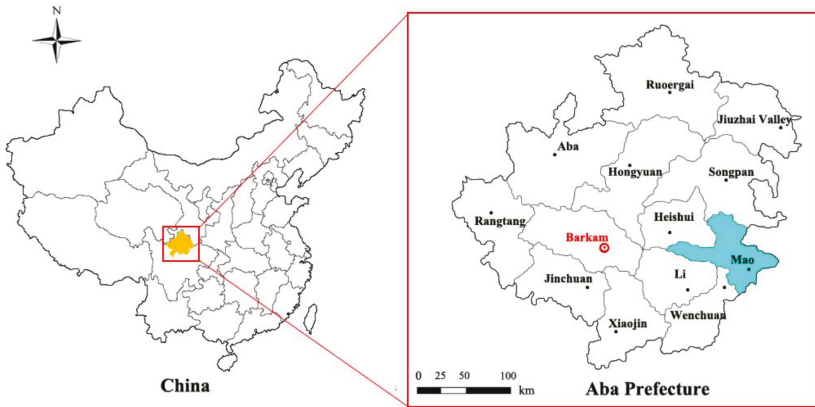 N
China
Ruoergai
Jiuzhai Valley
Aba
Hongyuan
Songpan
Rangtang
Heishui
Barkam
Mao
Jinchuan
Li
Wenchuan
Xiaojin
0 25 50 100
km
Aba Prefecture